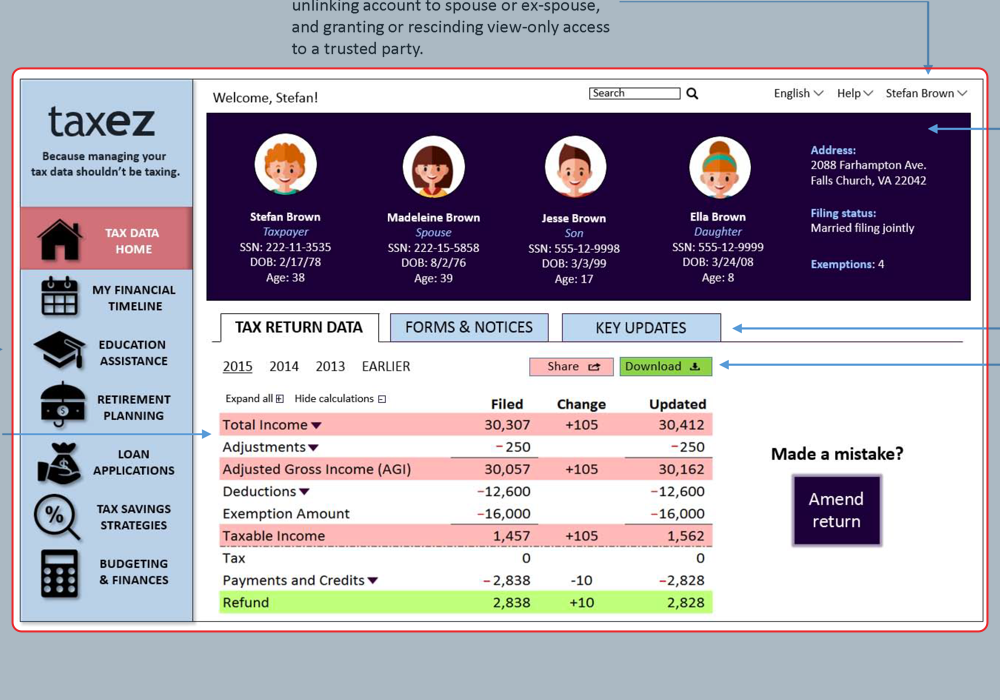 unlinking account to spouse or ex-spouse,
and granting or rescinding view-only access
to a trusted party.
taxez
Because managing your
tax data shouldn't be taxing.
TAX DATA
HOME
MY FINANCIAL
TIMELINE
EDUCATION
ASSISTANCE
RETIREMENT
PLANNING
LOAN
APPLICATIONS
TAX SAVINGS
STRATEGIES
BUDGETING
& FINANCES
Welcome, Stefan!
Search
English
Help
Stefan Brown
Stefan Brown
Taxpayer
SSN: 222-11-3535
DOB: 2/17/78
Age: 38
Madeleine Brown
Spouse
SSN: 222-15-5858
DOB: 8/2/76
Age: 39
Jesse Brown
Son
SSN: 555-12-9998
DOB: 3/3/99
Age: 17
Ella Brown
Daughter
SSN: 555-12-9999
DOB: 3/24/08
Age: 8
Address:
2088 Farhampton Ave.
Falls Church, VA 22042
Filing status:
Married filing jointly
Exemptions: 4
TAX RETURN DATA FORMS & NOTICES KEY UPDATES
2015 2014 2013 EARLIER Share Download
Expand all Hide calculations
Filed Change Updated
Total Income 30,307 +105 30,412
Adjustments −250 −250
Adjusted Gross Income (AGI) 30,057 +105 30,162
Deductions −12,600 −12,600
Exemption Amount −16,000 −16,000
Taxable Income 1,457 +105 1,562
Tax 0 0
Payments and Credits −2,838 -10 −2,828
Refund 2,838 +10 2,828
Made a mistake?
Amend
return